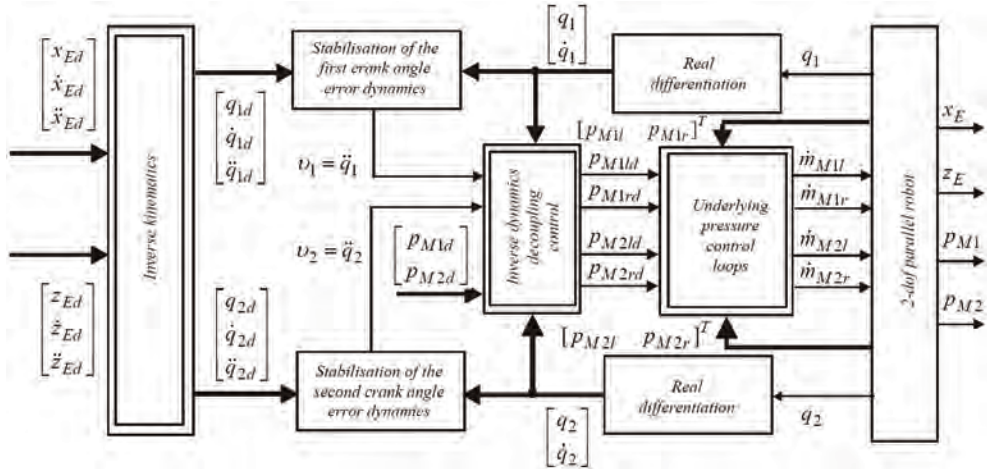 [x_Ed
ẋ_Ed
ẍ_Ed]
[z_Ed
ż_Ed
z̈_Ed]
Inverse kinematics
[q_1d
q̇_1d
q̈_1d]
[q_2d
q̇_2d
q̈_2d]
Stabilisation of the
first crank angle
error dynamics
υ_1 = q̈_1
υ_2 = q̈_2
[p_M1d
p_M2d]
Stabilisation of the
second crank angle
error dynamics
[q_1
q̇_1]
Inverse dynamics
decoupling
control
[q_2
q̇_2]
Real
differentiation
q_1
[p_M1l p_M1r]^T
p_M1ld
p_M1rd
p_M2ld
p_M2rd
Underlying
pressure
control
loops
ṁ_M1l
ṁ_M1r
ṁ_M2l
ṁ_M2r
[p_M2l p_M2r]^T
Real
differentiation
q_2
2-dof parallel robot
x_E
z_E
p_M1
p_M2